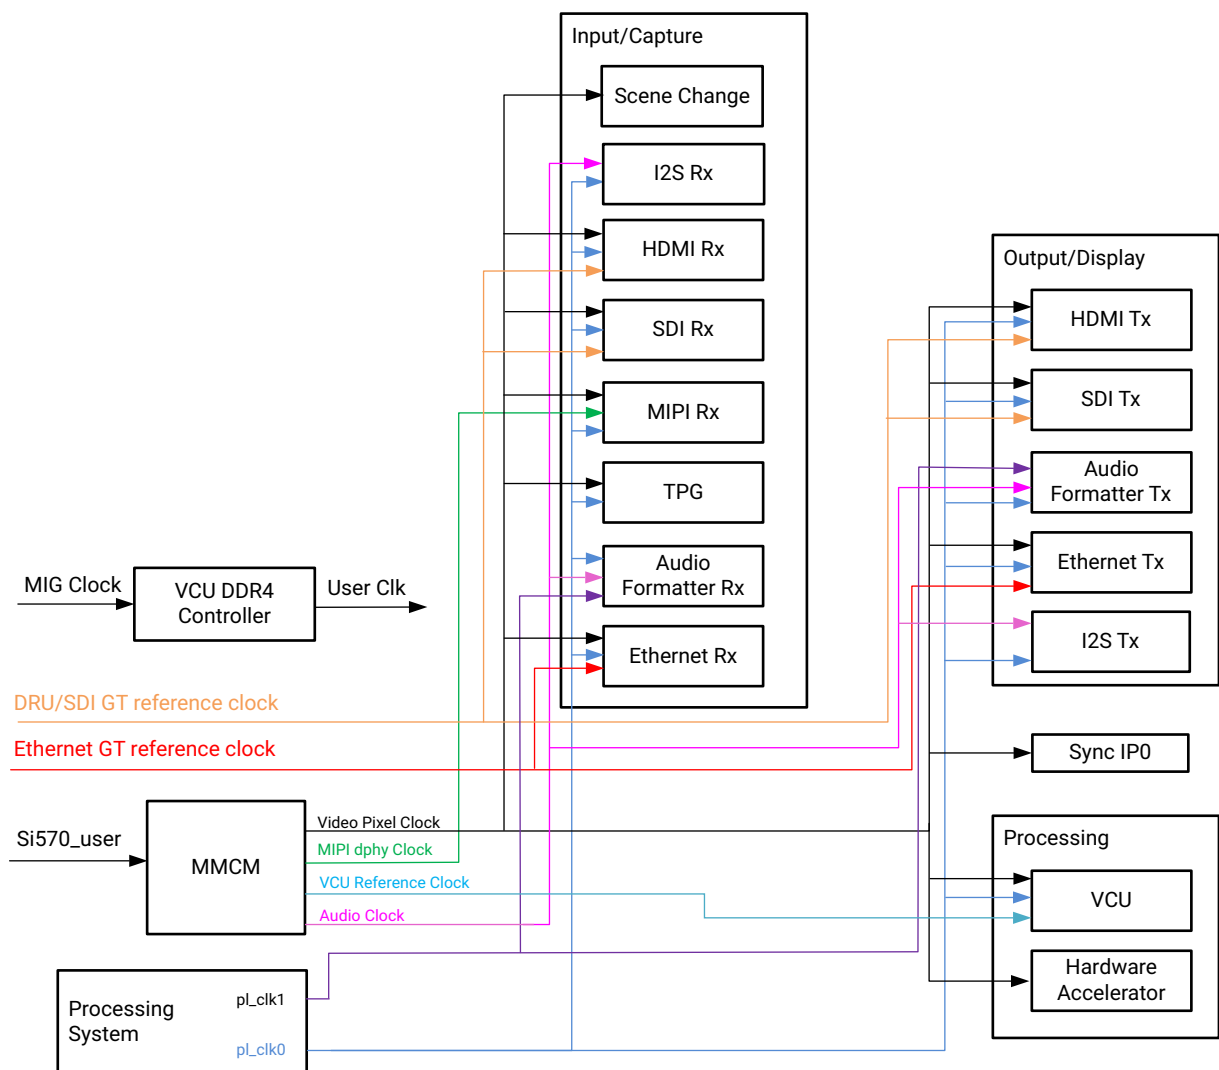 Input/Capture
Scene Change
I2S Rx
HDMI Rx
SDI Rx
MIPI Rx
TPG
Audio
Formatter Rx
Ethernet Rx
Output/Display
HDMI Tx
SDI Tx
Audio
Formatter Tx
Ethernet Tx
I2S Tx
MIG Clock
VCU DDR4
Controller
User Clk
DRU/SDI GT reference clock
Ethernet GT reference clock
Sync IP0
Si570_user
MMCM
Video Pixel Clock
MIPI dphy Clock
VCU Reference Clock
Audio Clock
Processing
VCU
Hardware
Accelerator
Processing
System
pl_clk1
pl_clk0